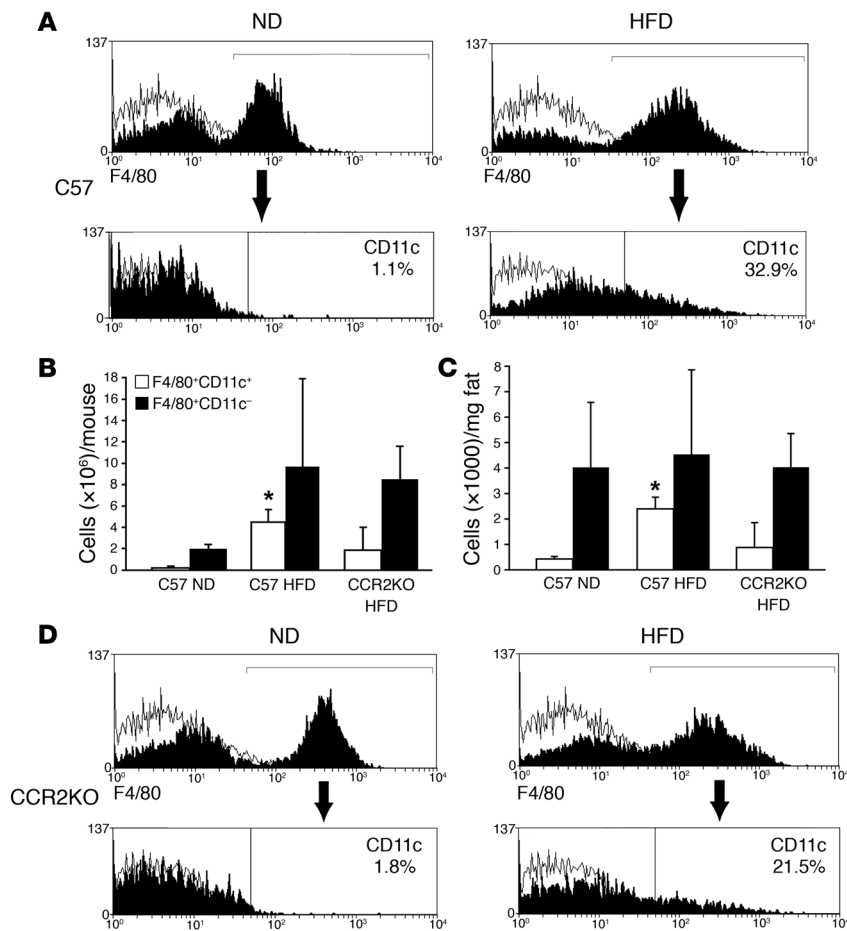 A
ND
HFD
137
0
10⁰ 10¹ 10² 10³ 10⁴
F4/80
137
0
10⁰ 10¹ 10² 10³ 10⁴
F4/80
C57
137
0
CD11c
1.1%
10⁰ 10¹ 10² 10³ 10⁴
137
0
CD11c
32.9%
10⁰ 10¹ 10² 10³ 10⁴
B
Cells (×10⁶)/mouse
18
16
14
12
10
8
6
4
2
0
F4/80⁺CD11c⁺
F4/80⁺CD11c⁻
*
C57 ND C57 HFD CCR2KO
HFD
C
Cells (×1000)/mg fat
8
7
6
5
4
3
2
1
0
*
C57 ND C57 HFD CCR2KO
HFD
D
ND
HFD
137
0
10⁰ 10¹ 10² 10³ 10⁴
F4/80
137
0
10⁰ 10¹ 10² 10³ 10⁴
F4/80
CCR2KO
137
0
CD11c
1.8%
10⁰ 10¹ 10² 10³ 10⁴
137
0
CD11c
21.5%
10⁰ 10¹ 10² 10³ 10⁴